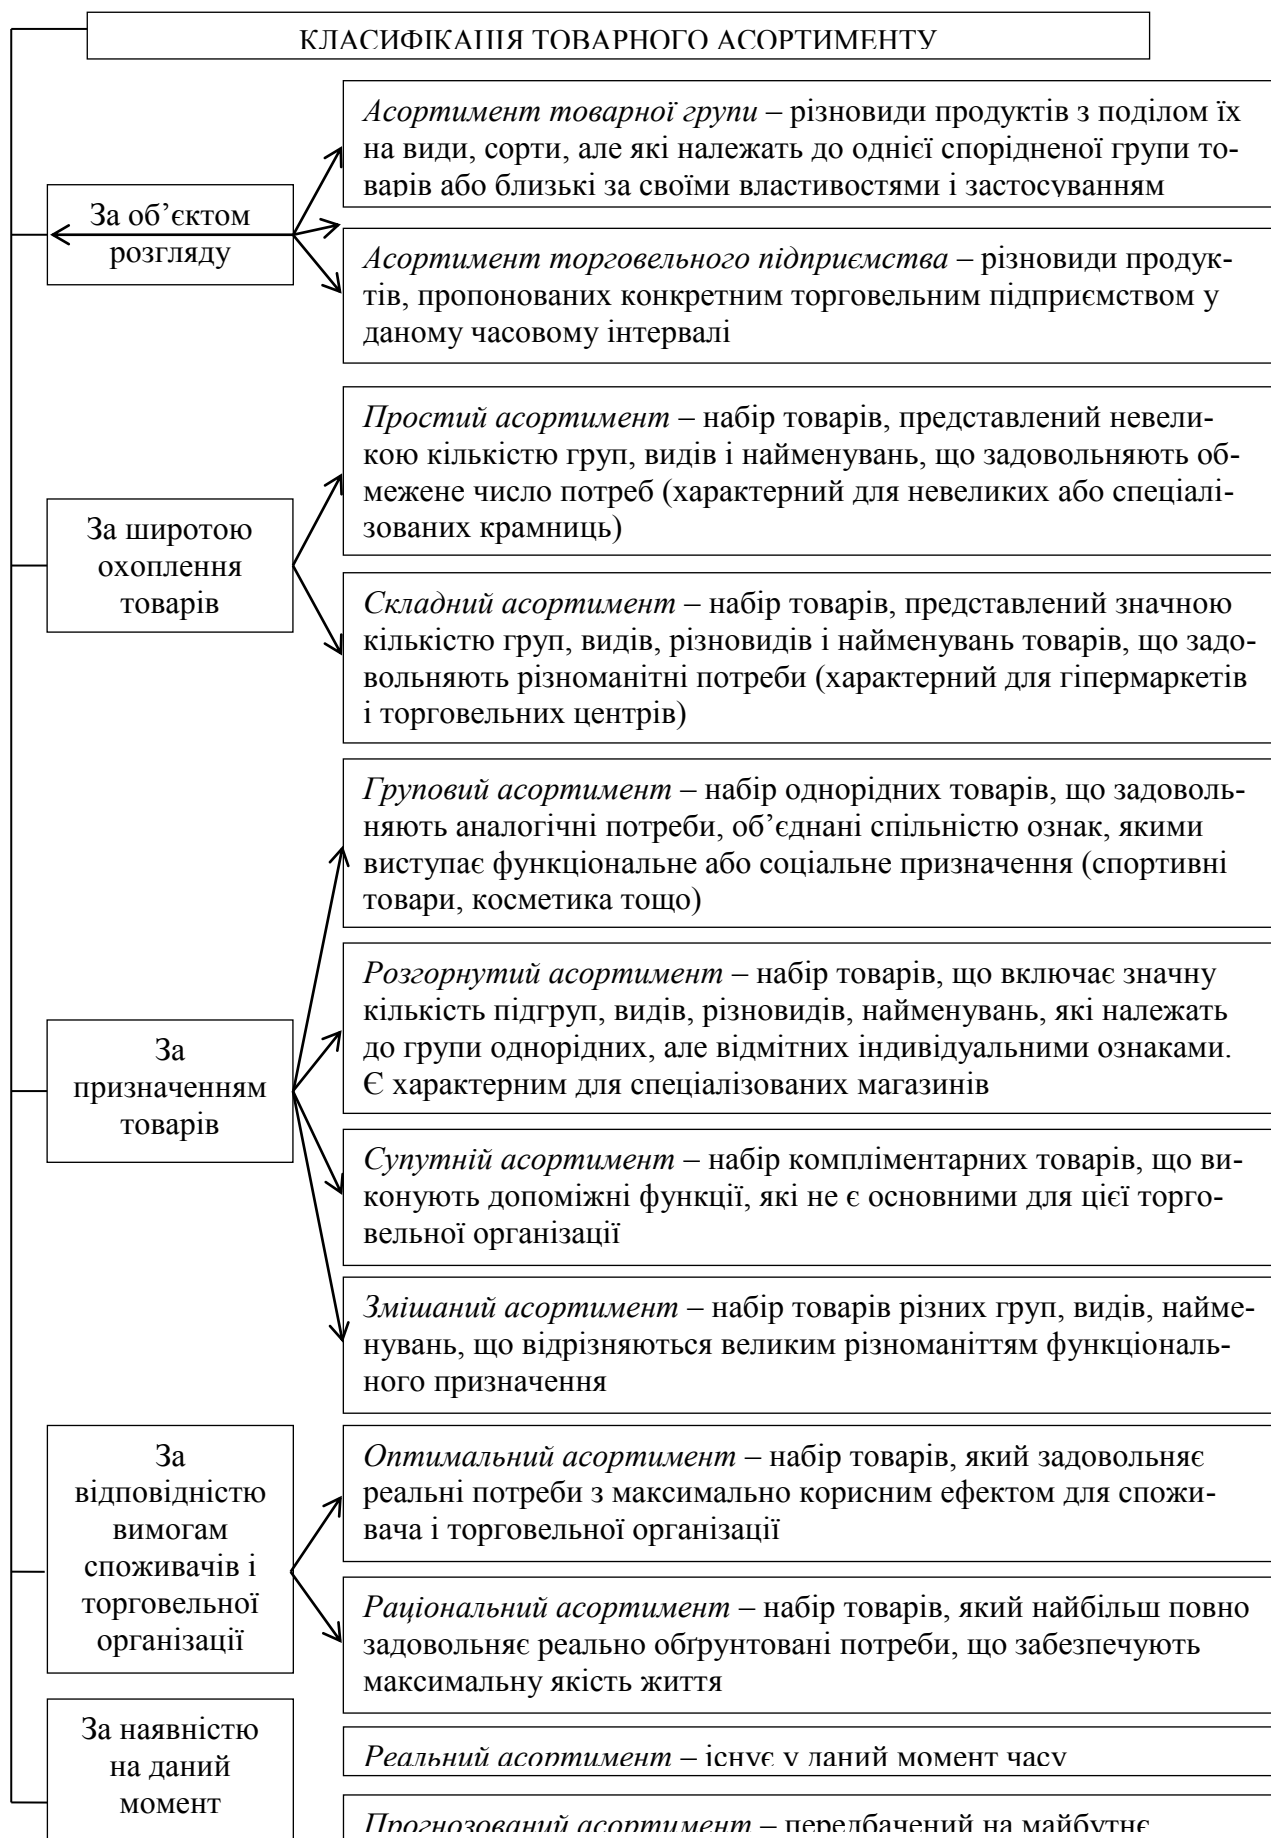 КЛАСИФІКАЦІЯ ТОВАРНОГО АСОРТИМЕНТУ
За об’єктом
розгляду
Асортимент товарної групи – різновиди продуктів з поділом їх
на види, сорти, але які належать до однієї спорідненої групи то-
варів або близькі за своїми властивостями і застосуванням
Асортимент торговельного підприємства – різновиди продук-
тів, пропонованих конкретним торговельним підприємством у
даному часовому інтервалі
За широтою
охоплення
товарів
Простий асортимент – набір товарів, представлений невели-
кою кількістю груп, видів і найменувань, що задовольняють об-
межене число потреб (характерний для невеликих або спеціалі-
зованих крамниць)
Складний асортимент – набір товарів, представлений значною
кількістю груп, видів, різновидів і найменувань товарів, що задо-
вольняють різноманітні потреби (характерний для гіпермаркетів
і торговельних центрів)
За
призначенням
товарів
Груповий асортимент – набір однорідних товарів, що задоволь-
няють аналогічні потреби, об’єднані спільністю ознак, якими
виступає функціональне або соціальне призначення (спортивні
товари, косметика тощо)
Розгорнутий асортимент – набір товарів, що включає значну
кількість підгруп, видів, різновидів, найменувань, які належать
до групи однорідних, але відмітних індивідуальними ознаками.
Є характерним для спеціалізованих магазинів
Супутній асортимент – набір компліментарних товарів, що ви-
конують допоміжні функції, які не є основними для цієї торго-
вельної організації
Змішаний асортимент – набір товарів різних груп, видів, найме-
нувань, що відрізняються великим різноманіттям функціональ-
ного призначення
За
відповідністю
вимогам
споживачів і
торговельної
організації
Оптимальний асортимент – набір товарів, який задовольняє
реальні потреби з максимально корисним ефектом для спожи-
вача і торговельної організації
Раціональний асортимент – набір товарів, який найбільш повно
задовольняє реально обґрунтовані потреби, що забезпечують
максимальну якість життя
За наявністю
на даний
момент
Реальний асортимент – існує у даний момент часу
Прогнозований асортимент – передбачений на майбутнє